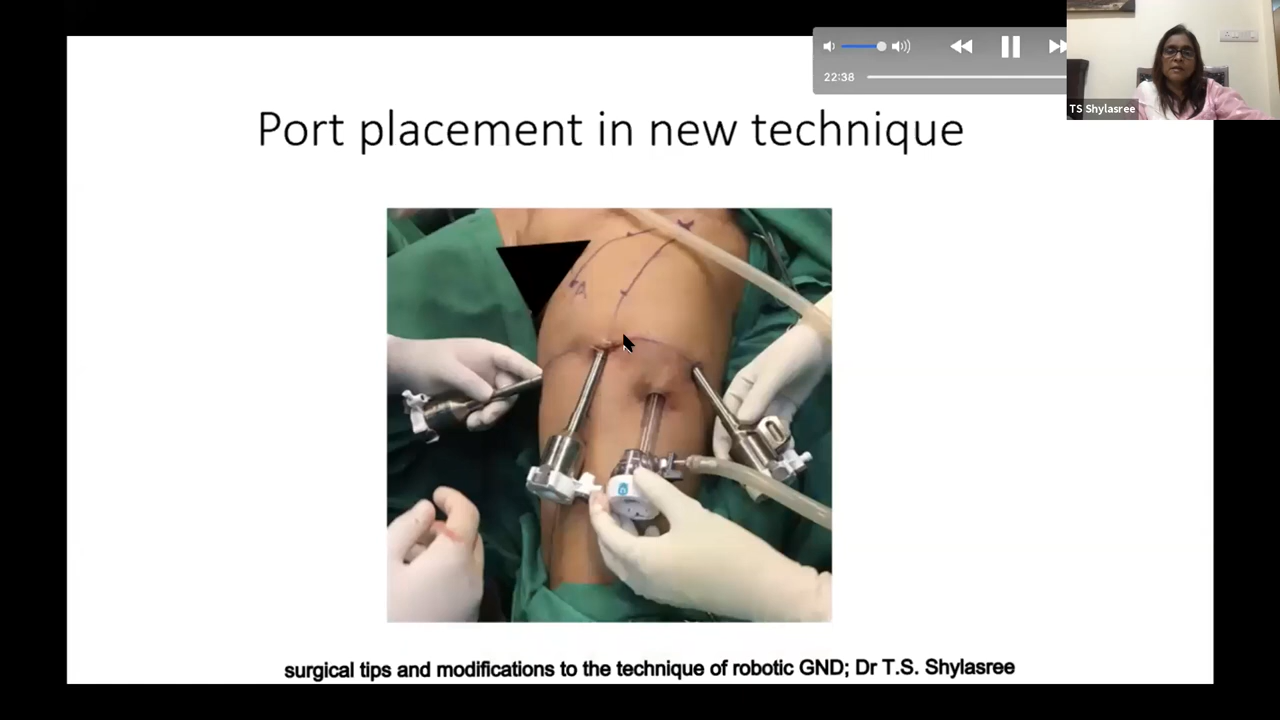 22:38
TS Shylasree
Port placement in new technique
A
surgical tips and modifications to the technique of robotic GND; Dr T.S. Shylasree